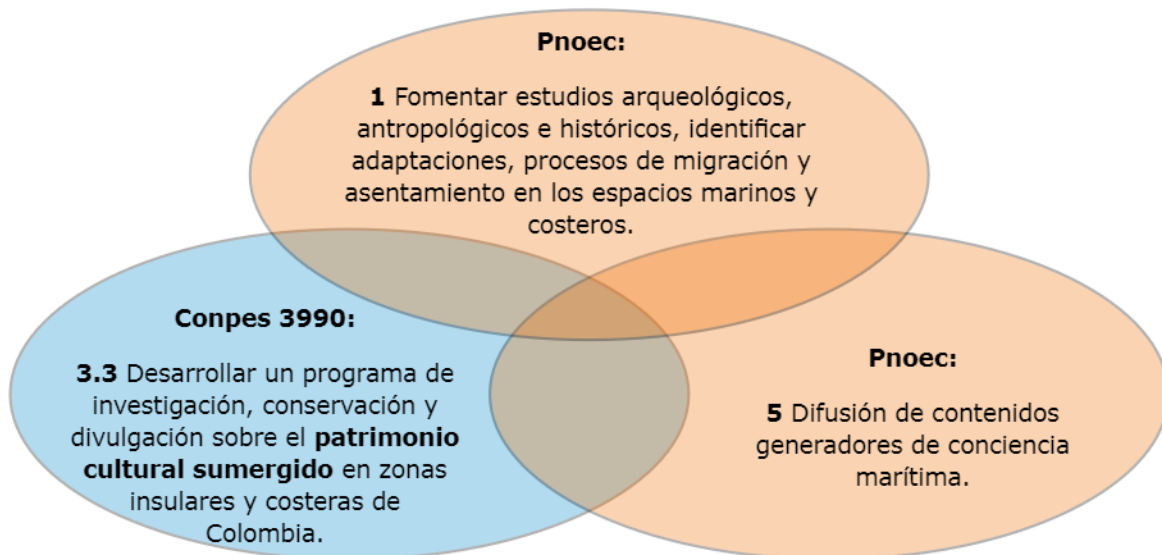 Pnoec:
1 Fomentar estudios arqueológicos,
antropológicos e históricos, identificar
adaptaciones, procesos de migración y
asentamiento en los espacios marinos y
costeros.
Conpes 3990:
3.3 Desarrollar un programa de
investigación, conservación y
divulgación sobre el patrimonio
cultural sumergido en zonas
insulares y costeras de
Colombia.
Pnoec:
5 Difusión de contenidos
generadores de conciencia
marítima.